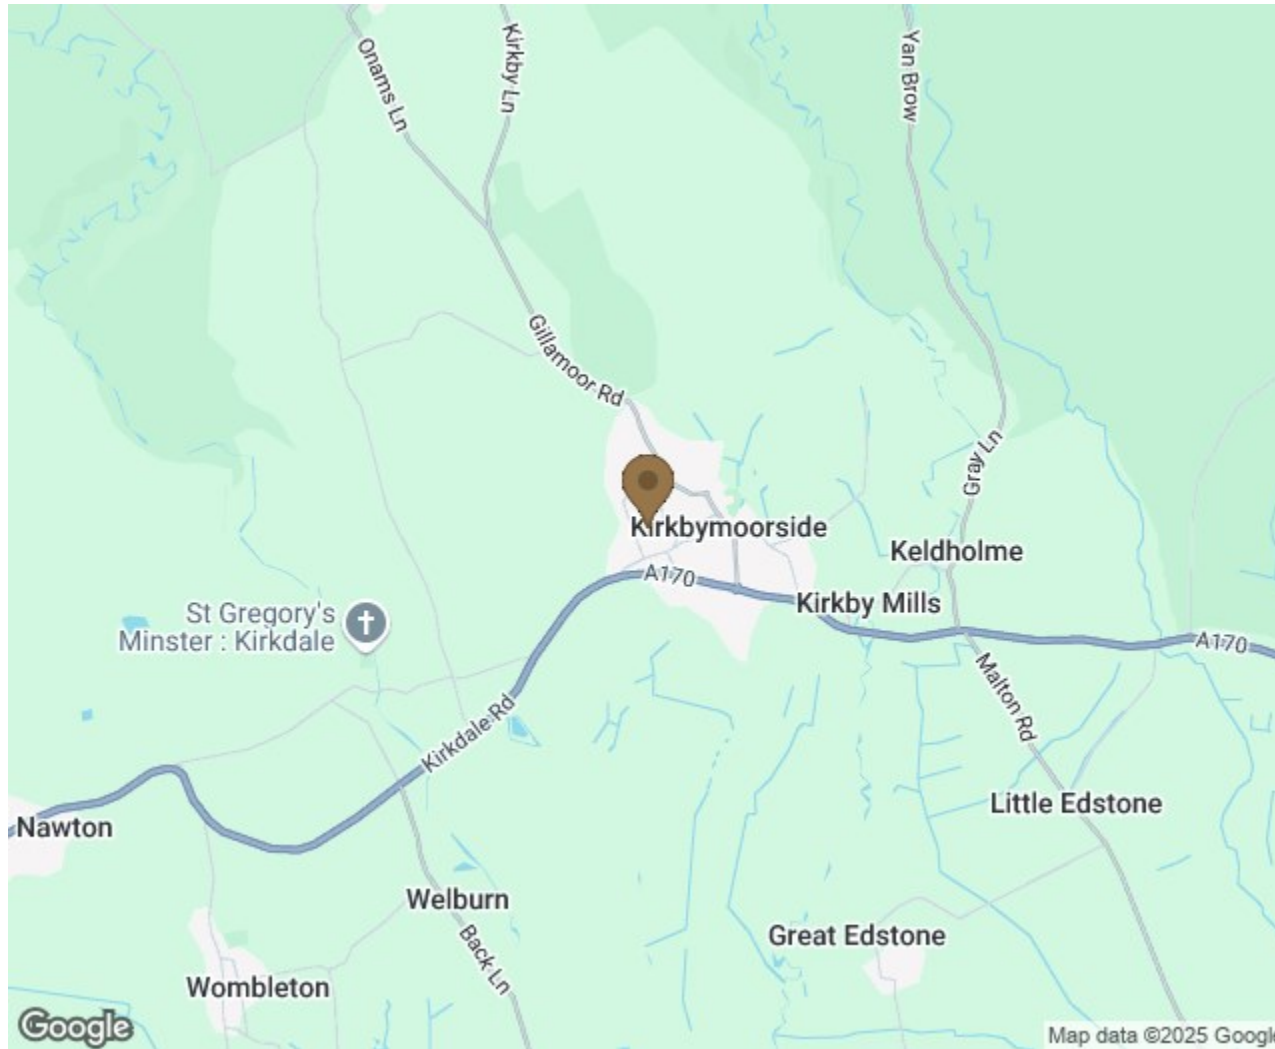 Onams Ln
Kirkby Ln
Yan Brow
Gillamoor Rd
Gray Ln
Kirkbymoorside
Keldholme
A170
Kirkby Mills
St Gregory's
Minster : Kirkdale
A170
Malton Rd
Kirkdale Rd
Little Edstone
Nawton
Welburn
Great Edstone
Back Ln
Wombleton
Google
Map data ©2025 Google